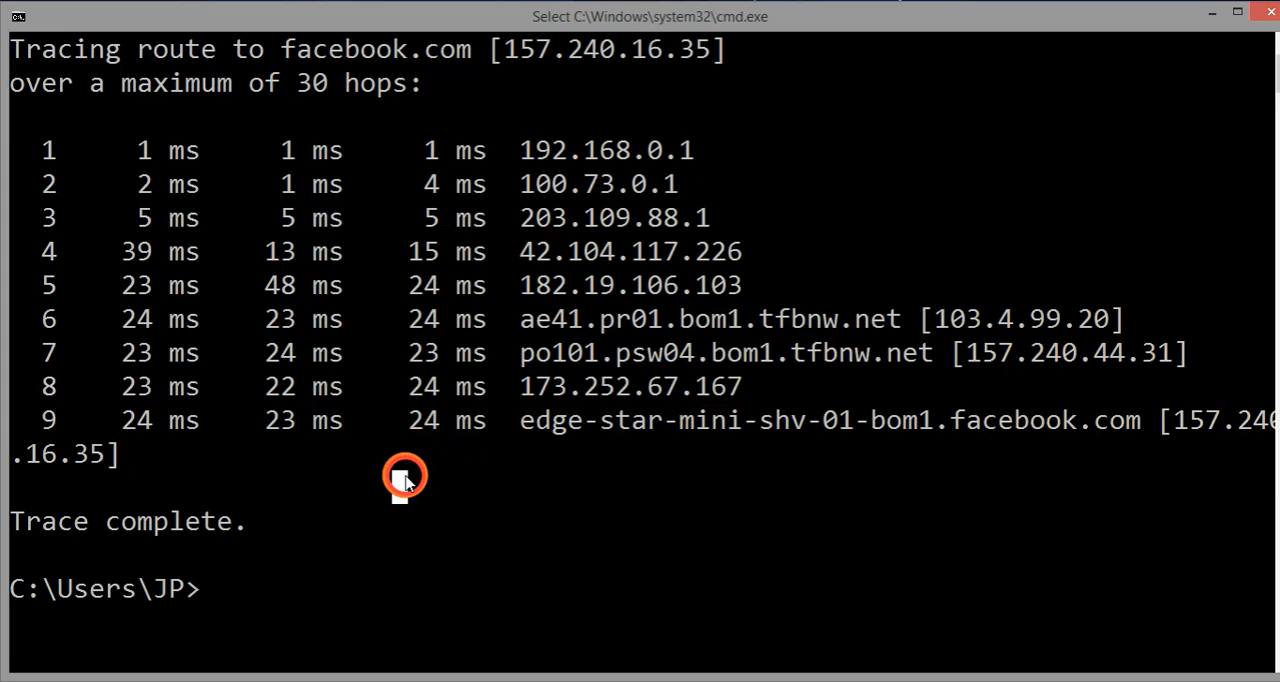 Select C:\Windows\system32\cmd.exe
Tracing route to facebook.com [157.240.16.35]
over a maximum of 30 hops:
1 1 ms 1 ms 1 ms 192.168.0.1
2 2 ms 1 ms 4 ms 100.73.0.1
3 5 ms 5 ms 5 ms 203.109.88.1
4 39 ms 13 ms 15 ms 42.104.117.226
5 23 ms 48 ms 24 ms 182.19.106.103
6 24 ms 23 ms 24 ms ae41.pr01.bom1.tfbnw.net [103.4.99.20]
7 23 ms 24 ms 23 ms po101.psw04.bom1.tfbnw.net [157.240.44.31]
8 23 ms 22 ms 24 ms 173.252.67.167
9 24 ms 23 ms 24 ms edge-star-mini-shv-01-bom1.facebook.com [157.240
.16.35]
Trace complete.
C:\Users\JP>